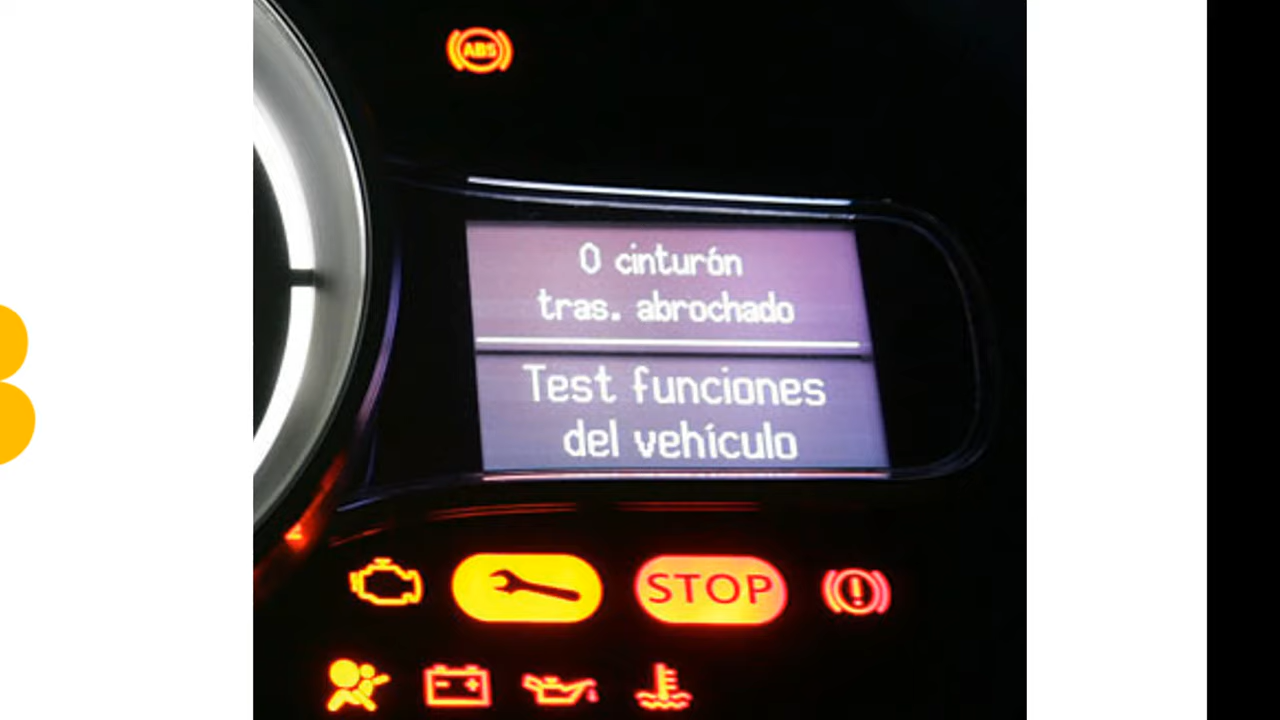 ABS
0 cinturón
tras. abrochado
Test funciones
del vehículo
STOP